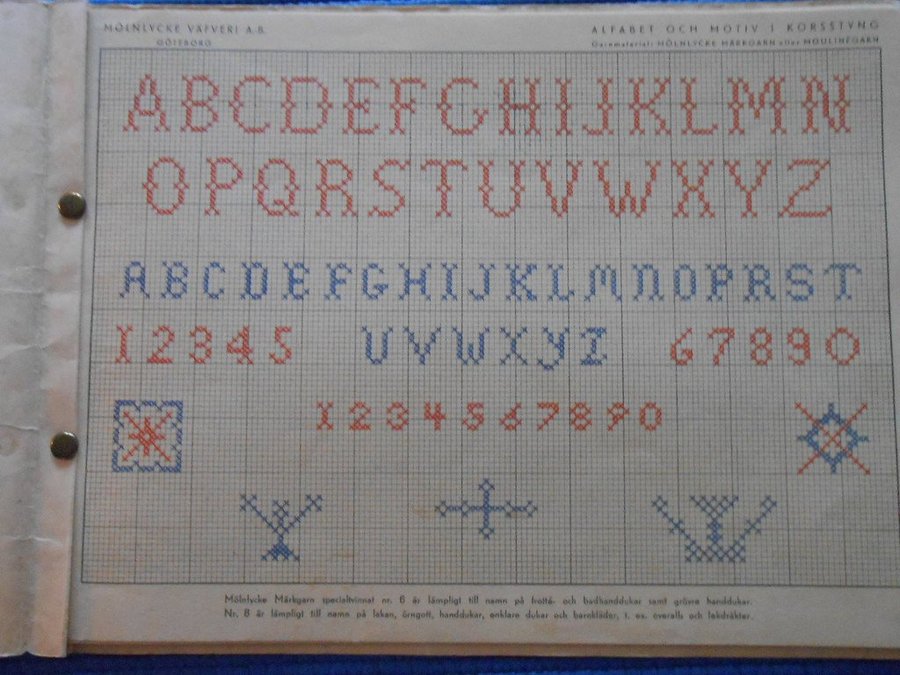 MÖLNLYCKE VÄFVERI A.-B.
GÖTEBORG
ALFABET OCH MOTIV I KORSSTYNG
Garnmaterial: MÖLNLYCKE MÄRKGARN eller MOULINÉGARN
ABCDEFGHIJKLMN
OPQRSTUVWXYZ
ABCDEFGHIJKLMNOPRST
12345 UVWXYZ 67890
1234567890
Mölnlycke Märkgarn specialtvinnat nr. 6 är lämpligt till namn på frotté- och badhanddukar samt grövre handdukar.
Nr. 8 är lämpligt till namn på lakan, örngott, handdukar, enklare dukar och barnkläder, t. ex. overalls och lekdräkter.